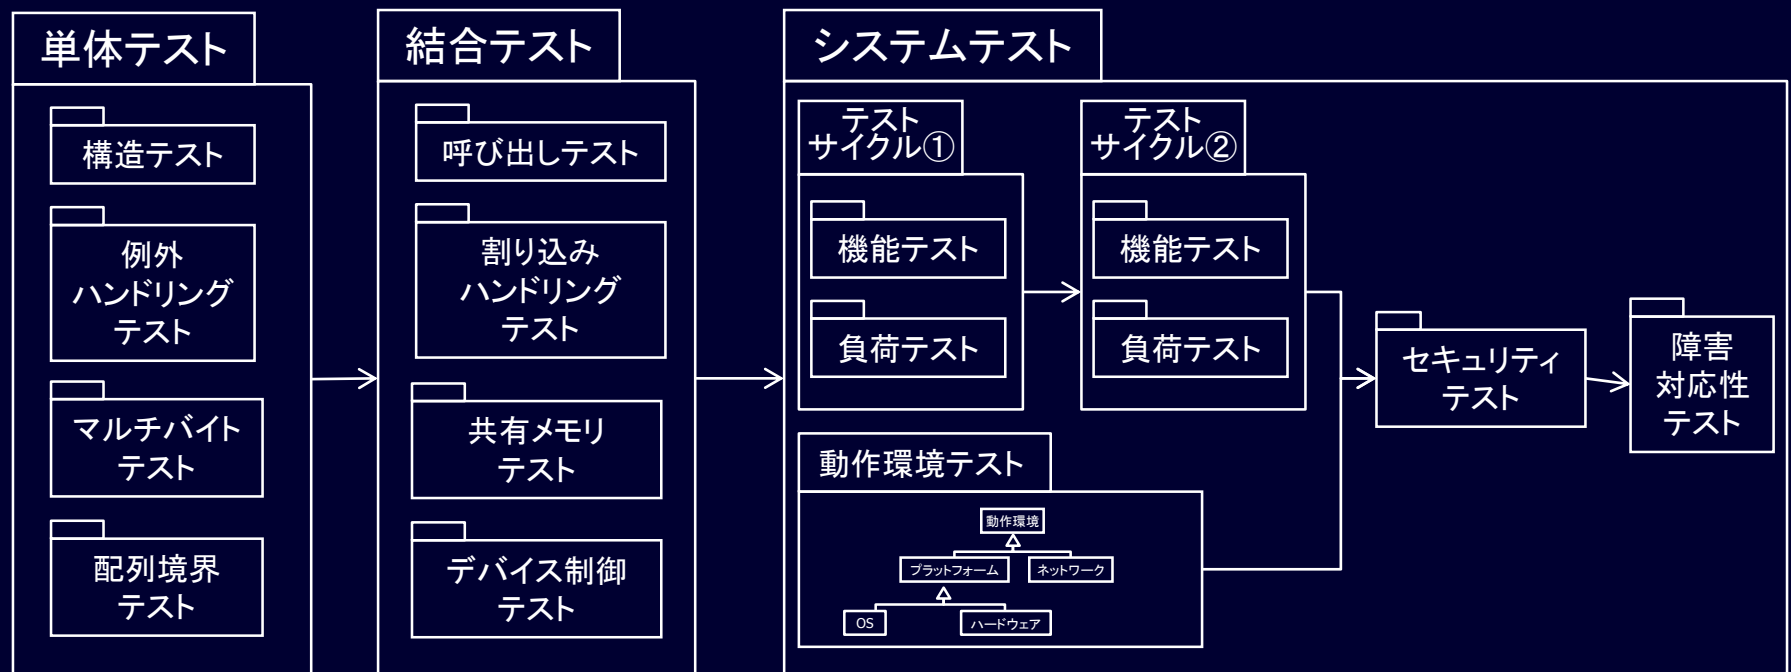 単体テスト
構造テスト
例外
ハンドリング
テスト
マルチバイト
テスト
配列境界
テスト
結合テスト
呼び出しテスト
割り込み
ハンドリング
テスト
共有メモリ
テスト
デバイス制御
テスト
システムテスト
テスト
サイクル①
機能テスト
負荷テスト
テスト
サイクル②
機能テスト
負荷テスト
動作環境テスト
動作環境
プラットフォーム
ネットワーク
OS
ハードウェア
セキュリティ
テスト
障害
対応性
テスト